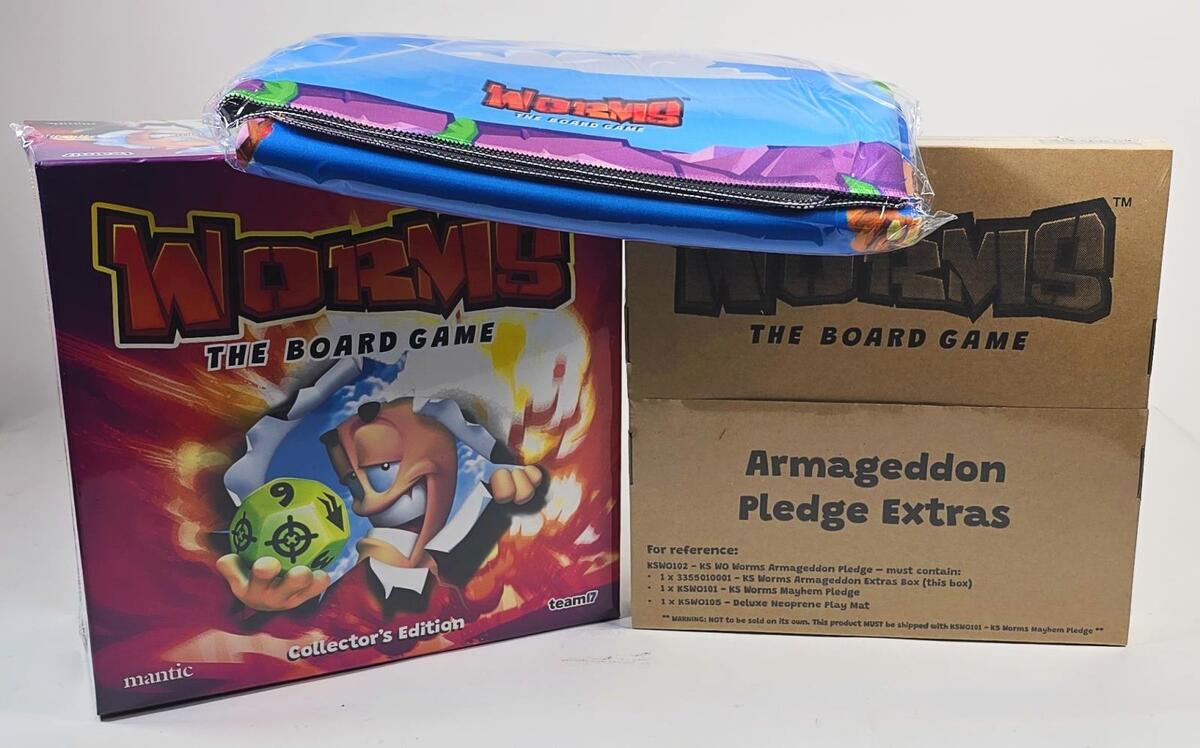 WORMS
THE BOARD GAME
WORMS
THE BOARD GAME
6
Collector's Edition
team17
mantic
WORMS™
THE BOARD GAME
Armageddon
Pledge Extras
For reference:
KSWO102 – KS WO Worms Armageddon Pledge – must contain:
· 1 x 3355010001 – KS Worms Armageddon Extras Box (this box)
· 1 x KSWO101 – KS Worms Mayhem Pledge
· 1 x KSWO105 – Deluxe Neoprene Play Mat
** WARNING: NOT to be sold on its own. This product MUST be shipped with KSWO101 – KS Worms Mayhem Pledge **